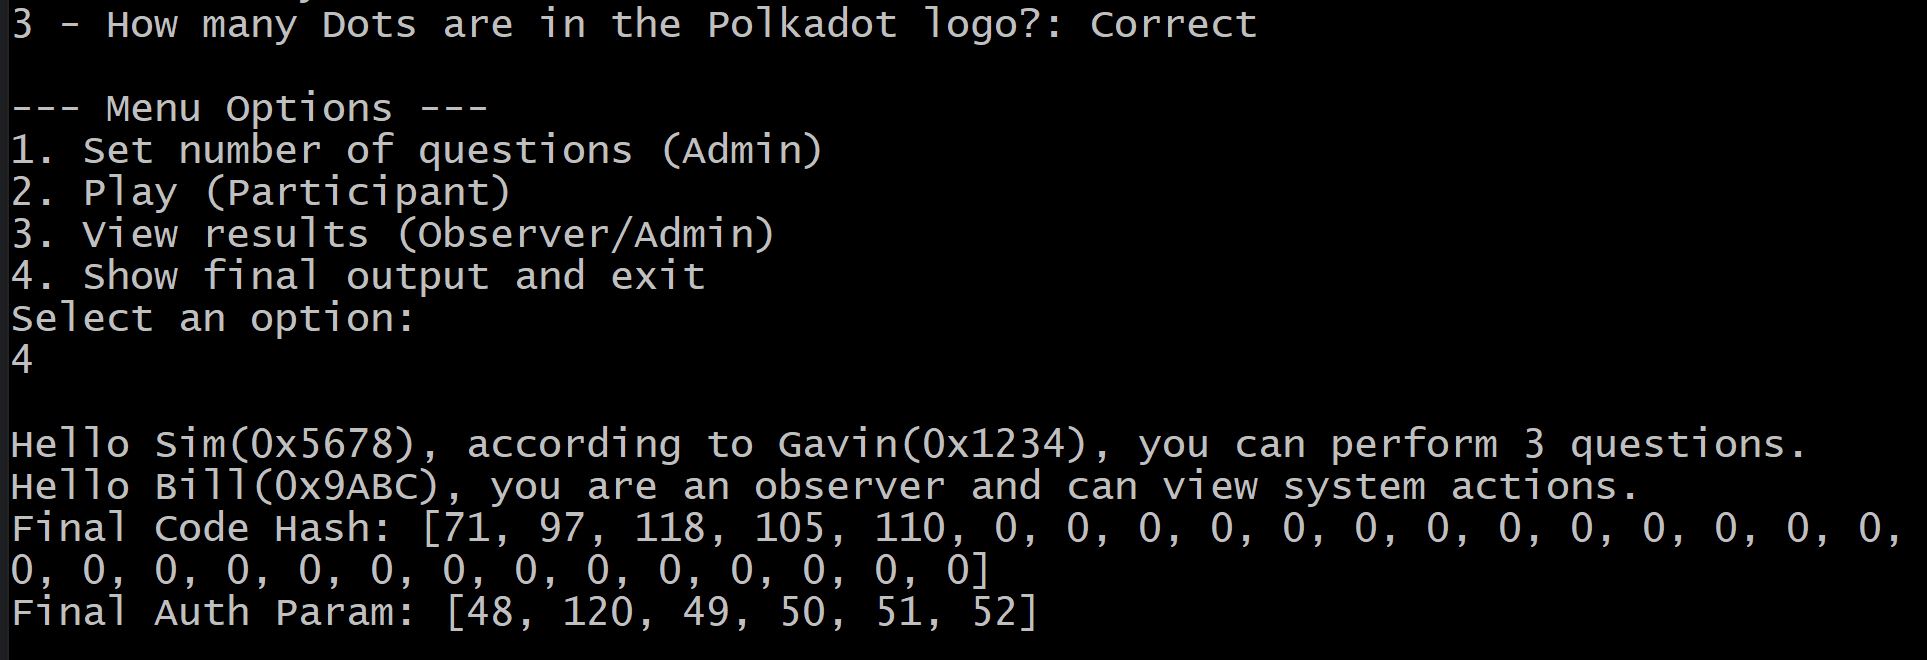 3 - How many Dots are in the Polkadot logo?: Correct
--- Menu Options ---
1. Set number of questions (Admin)
2. Play (Participant)
3. View results (Observer/Admin)
4. Show final output and exit
Select an option:
4
Hello Sim(0x5678), according to Gavin(0x1234), you can perform 3 questions.
Hello Bill(0x9ABC), you are an observer and can view system actions.
Final Code Hash: [71, 97, 118, 105, 110, 0, 0, 0, 0, 0, 0, 0, 0, 0, 0, 0, 0, 0,
0, 0, 0, 0, 0, 0, 0, 0, 0, 0, 0, 0, 0, 0]
Final Auth Param: [48, 120, 49, 50, 51, 52]